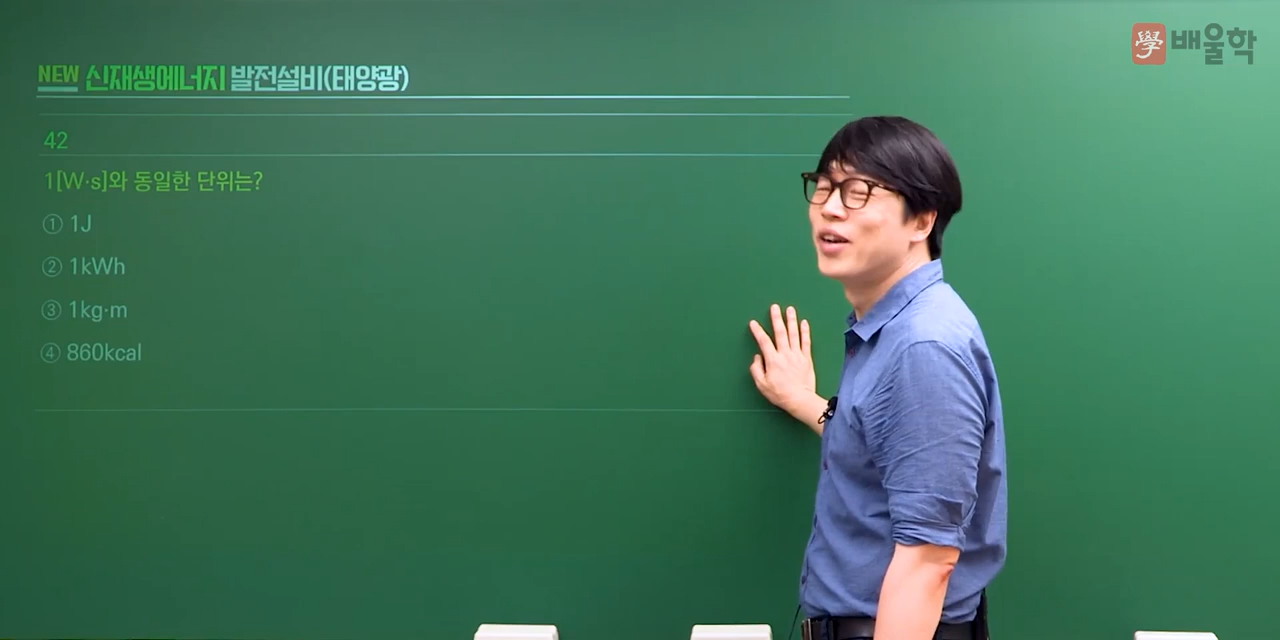 學 배울학
NEW 신재생에너지 발전설비(태양광)
42
1[W·s]와 동일한 단위는?
① 1J
② 1kWh
③ 1kg·m
④ 860kcal